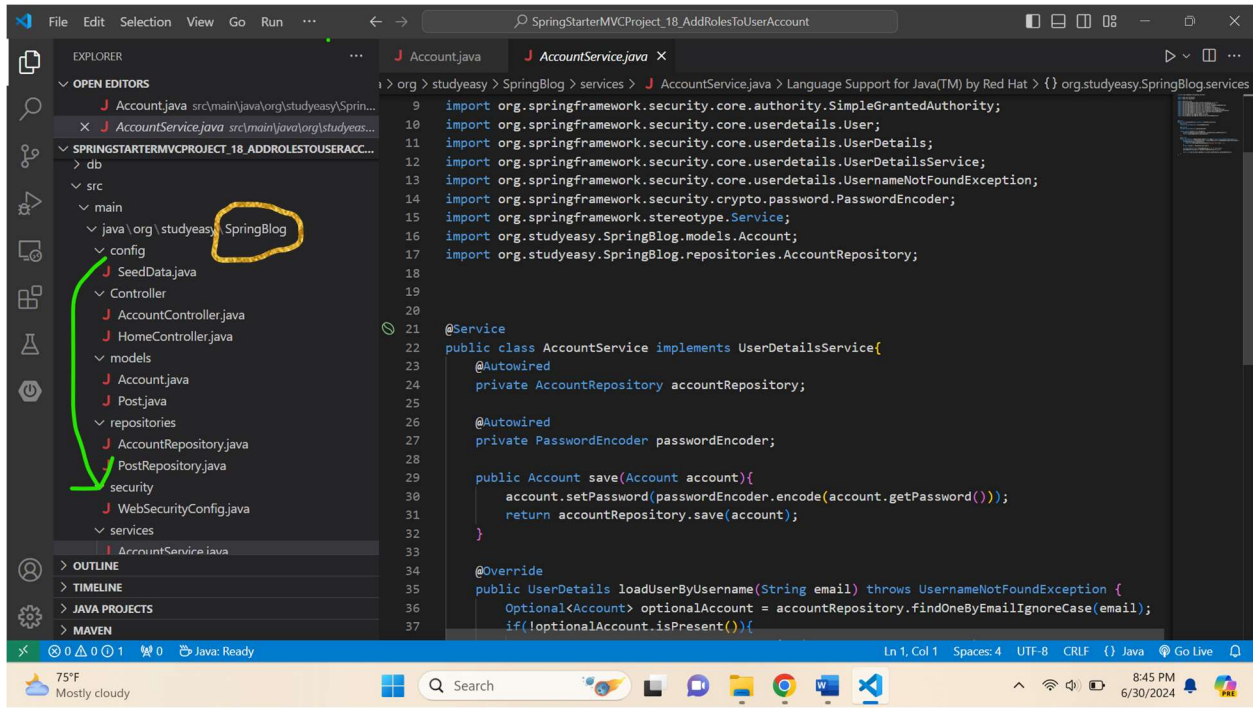 File Edit Selection View Go Run ··· ← → SpringStarterMVCProject_18_AddRolesToUserAccount
EXPLORER ···
OPEN EDITORS
J Account.java src\main\java\org\studyeasy\Sprin...
× J AccountService.java src\main\java\org\studyeas...
SPRINGSTARTERMVCPROJECT_18_ADDROLESTOUSERACC...
> db
src
main
java\org\studyeasy\SpringBlog
config
J SeedData.java
Controller
J AccountController.java
J HomeController.java
models
J Account.java
J Post.java
repositories
J AccountRepository.java
J PostRepository.java
security
J WebSecurityConfig.java
services
J AccountService.java
> OUTLINE
> TIMELINE
> JAVA PROJECTS
> MAVEN
J Account.java J AccountService.java ×
> org > studyeasy > SpringBlog > services > J AccountService.java > Language Support for Java(TM) by Red Hat > {} org.studyeasy.SpringBlog.services
9 import org.springframework.security.core.authority.SimpleGrantedAuthority;
10 import org.springframework.security.core.userdetails.User;
11 import org.springframework.security.core.userdetails.UserDetails;
12 import org.springframework.security.core.userdetails.UserDetailsService;
13 import org.springframework.security.core.userdetails.UsernameNotFoundException;
14 import org.springframework.security.crypto.password.PasswordEncoder;
15 import org.springframework.stereotype.Service;
16 import org.studyeasy.SpringBlog.models.Account;
17 import org.studyeasy.SpringBlog.repositories.AccountRepository;
18
19
20
21 @Service
22 public class AccountService implements UserDetailsService{
23 @Autowired
24 private AccountRepository accountRepository;
25
26 @Autowired
27 private PasswordEncoder passwordEncoder;
28
29 public Account save(Account account){
30 account.setPassword(passwordEncoder.encode(account.getPassword()));
31 return accountRepository.save(account);
32 }
33
34 @Override
35 public UserDetails loadUserByUsername(String email) throws UsernameNotFoundException {
36 Optional<Account> optionalAccount = accountRepository.findOneByEmailIgnoreCase(email);
37 if(!optionalAccount.isPresent()){
0 0 1 0 Java: Ready Ln 1, Col 1 Spaces: 4 UTF-8 CRLF {} Java Go Live
75°F
Mostly cloudy
Search
8:45 PM
6/30/2024
PRE